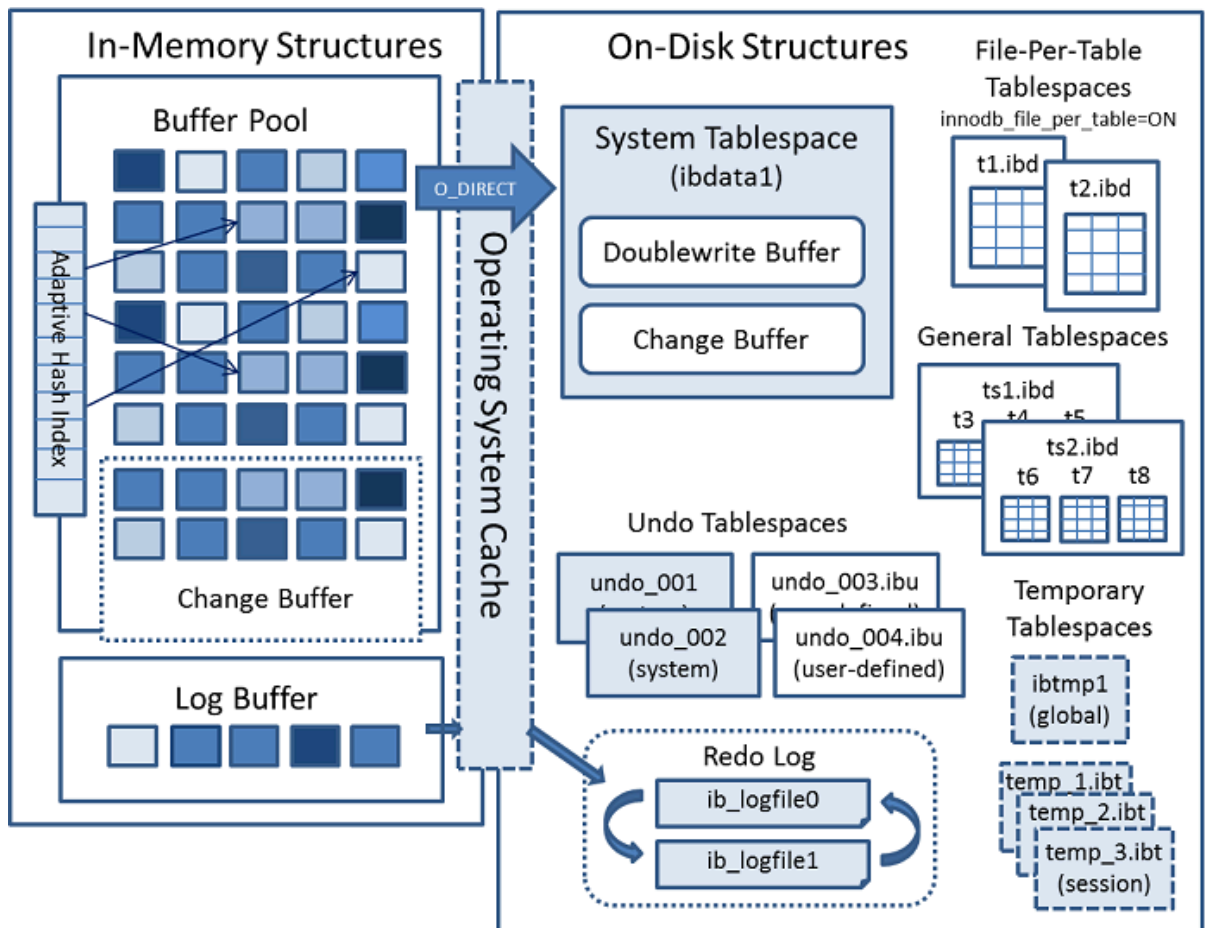 In-Memory Structures
Buffer Pool
Adaptive Hash Index
Change Buffer
Log Buffer
O_DIRECT
Operating System Cache
On-Disk Structures
System Tablespace
(ibdata1)
Doublewrite Buffer
Change Buffer
File-Per-Table
Tablespaces
innodb_file_per_table=ON
t1.ibd
t2.ibd
General Tablespaces
ts1.ibd
t3 t4 t5
ts2.ibd
t6 t7 t8
Undo Tablespaces
undo_001
undo_002
(system)
undo_003.ibu
undo_004.ibu
(user-defined)
Temporary
Tablespaces
ibtmp1
(global)
temp_1.ibt
temp_2.ibt
temp_3.ibt
(session)
Redo Log
ib_logfile0
ib_logfile1